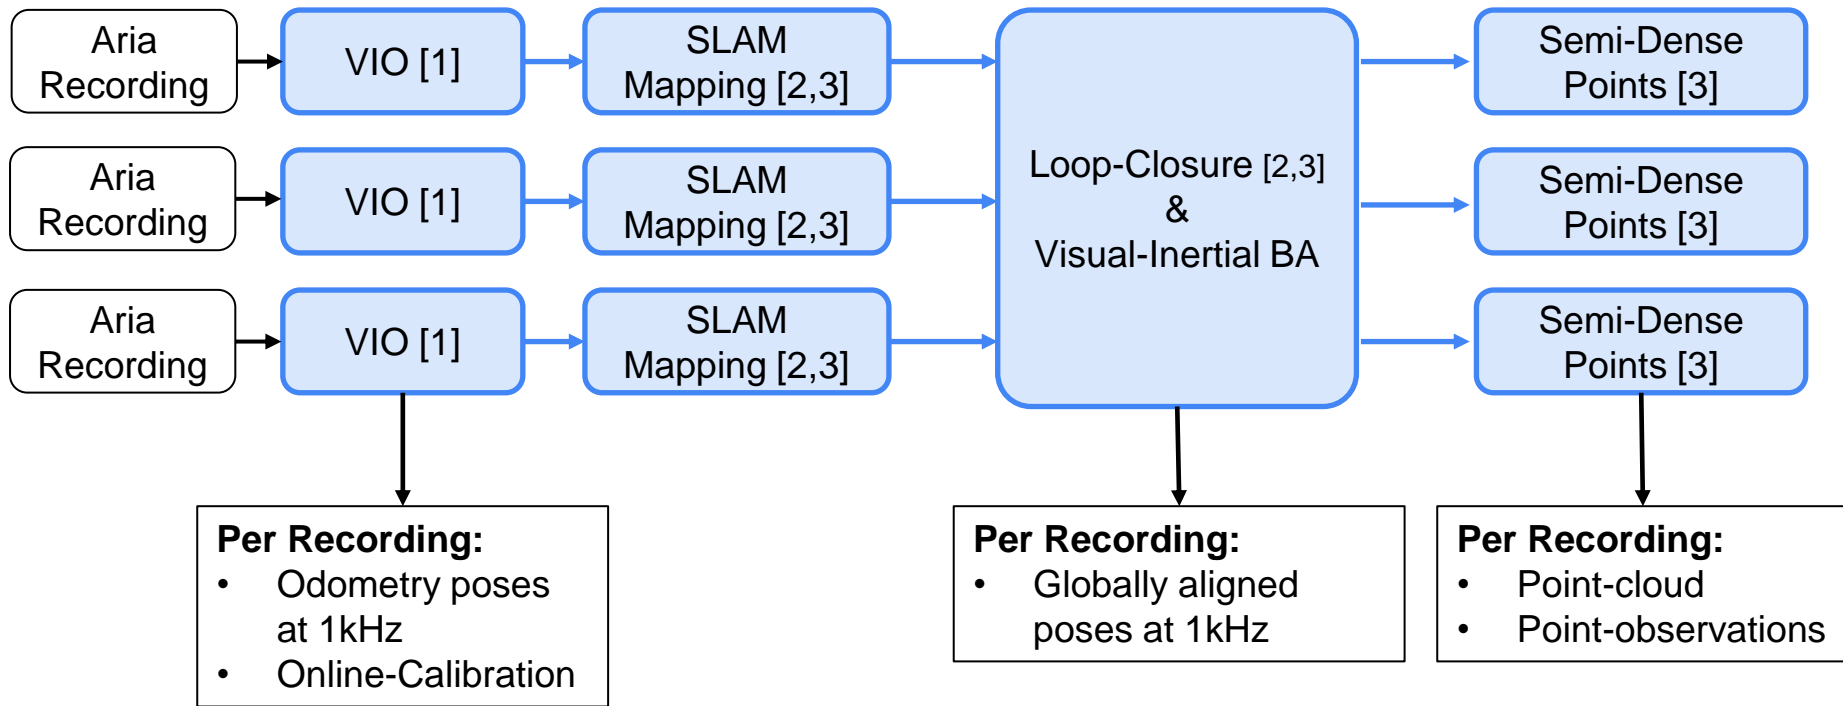 Aria
Recording
VIO [1]
SLAM
Mapping [2,3]
Semi-Dense
Points [3]
Aria
Recording
VIO [1]
SLAM
Mapping [2,3]
Loop-Closure [2,3]
&
Visual-Inertial BA
Semi-Dense
Points [3]
Aria
Recording
VIO [1]
SLAM
Mapping [2,3]
Semi-Dense
Points [3]
Per Recording:
• Odometry poses
at 1kHz
• Online-Calibration
Per Recording:
• Globally aligned
poses at 1kHz
Per Recording:
• Point-cloud
• Point-observations